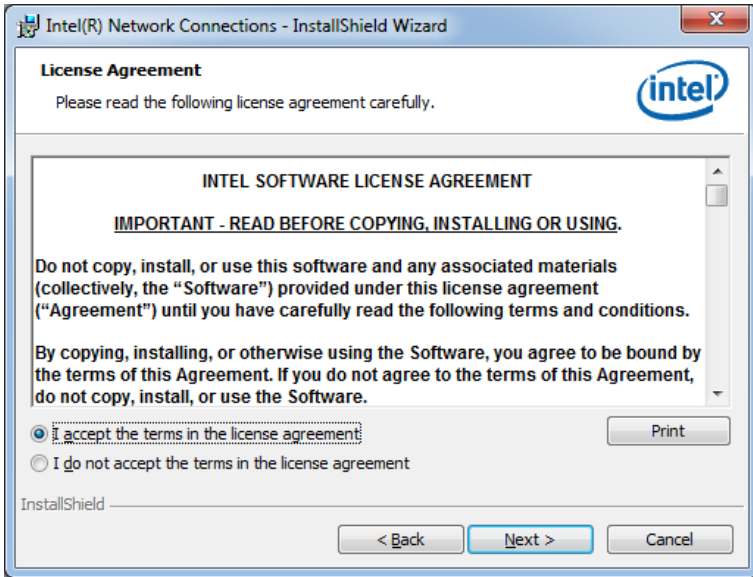 Intel(R) Network Connections - InstallShield Wizard
License Agreement
Please read the following license agreement carefully.
intel
INTEL SOFTWARE LICENSE AGREEMENT
IMPORTANT - READ BEFORE COPYING, INSTALLING OR USING.
Do not copy, install, or use this software and any associated materials
(collectively, the “Software”) provided under this license agreement
(“Agreement”) until you have carefully read the following terms and conditions.
By copying, installing, or otherwise using the Software, you agree to be bound by
the terms of this Agreement. If you do not agree to the terms of this Agreement,
do not copy, install, or use the Software.
I accept the terms in the license agreement
Print
I do not accept the terms in the license agreement
InstallShield
< Back
Next >
Cancel